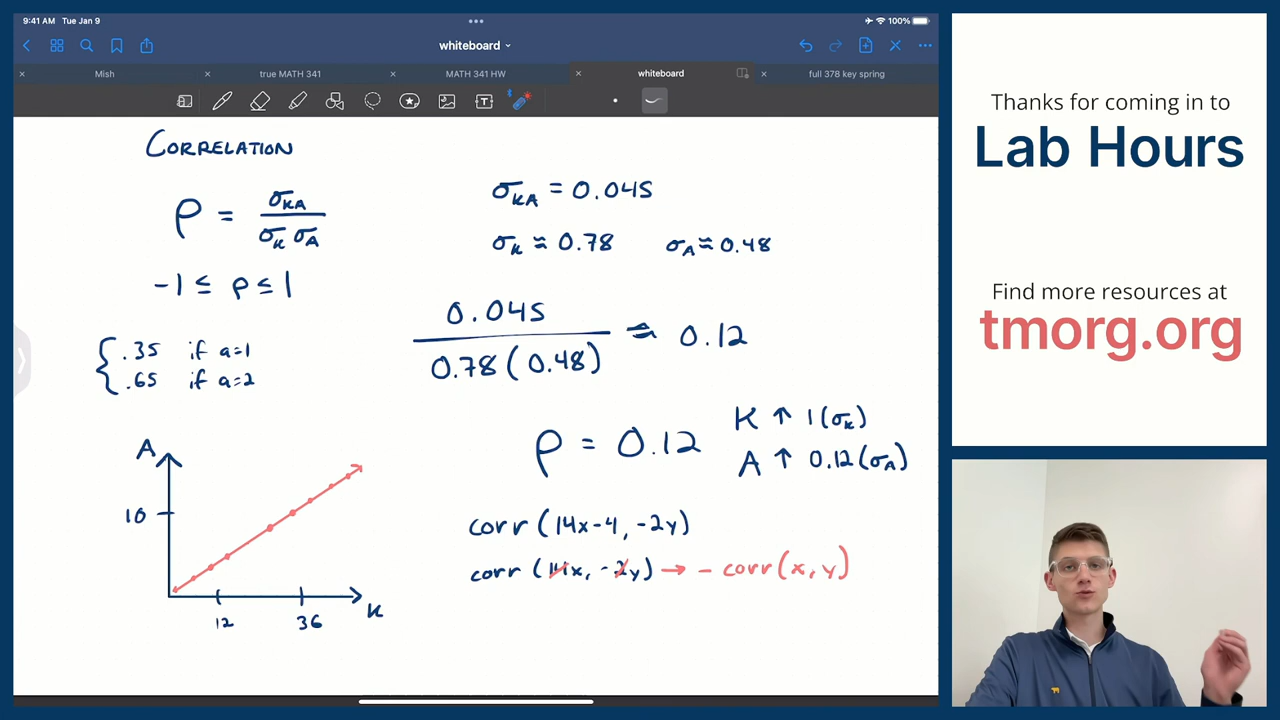 9:41 AM Tue Jan 9
100%
whiteboard
Mish
true MATH 341
MATH 341 HW
whiteboard
full 378 key spring
CORRELATION
ρ = σKA / σK σA
-1 ≤ ρ ≤ 1
{ .35 if a=1
.65 if a=2
A
10
12
36
K
σKA = 0.045
σK ≈ 0.78 σA ≈ 0.48
0.045
0.78(0.48)
≈ 0.12
ρ = 0.12
K ↑ 1(σK)
A ↑ 0.12(σA)
corr(14x-4, -2y)
corr(14x, -2y) → - corr(x, y)
Thanks for coming in to
Lab Hours
Find more resources at
tmorg.org